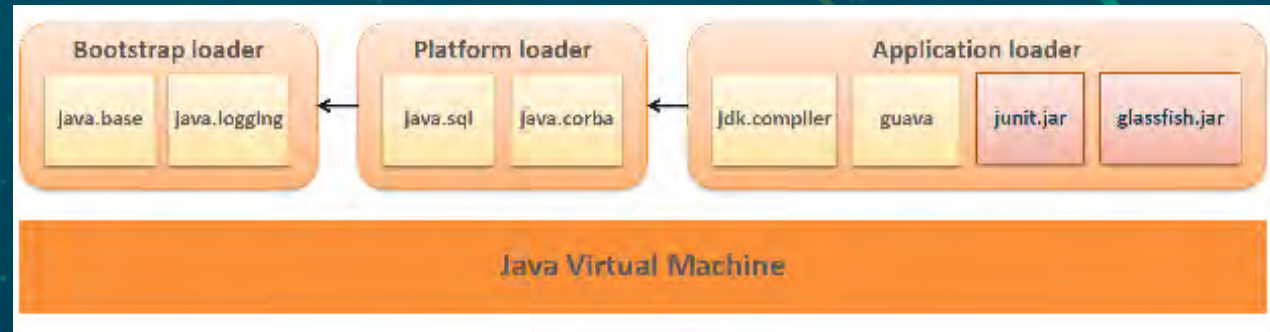 Bootstrap loader
java.base
java.logging
Platform loader
java.sql
java.corba
Application loader
jdk.compiler
guava
junit.jar
glassfish.jar
Java Virtual Machine